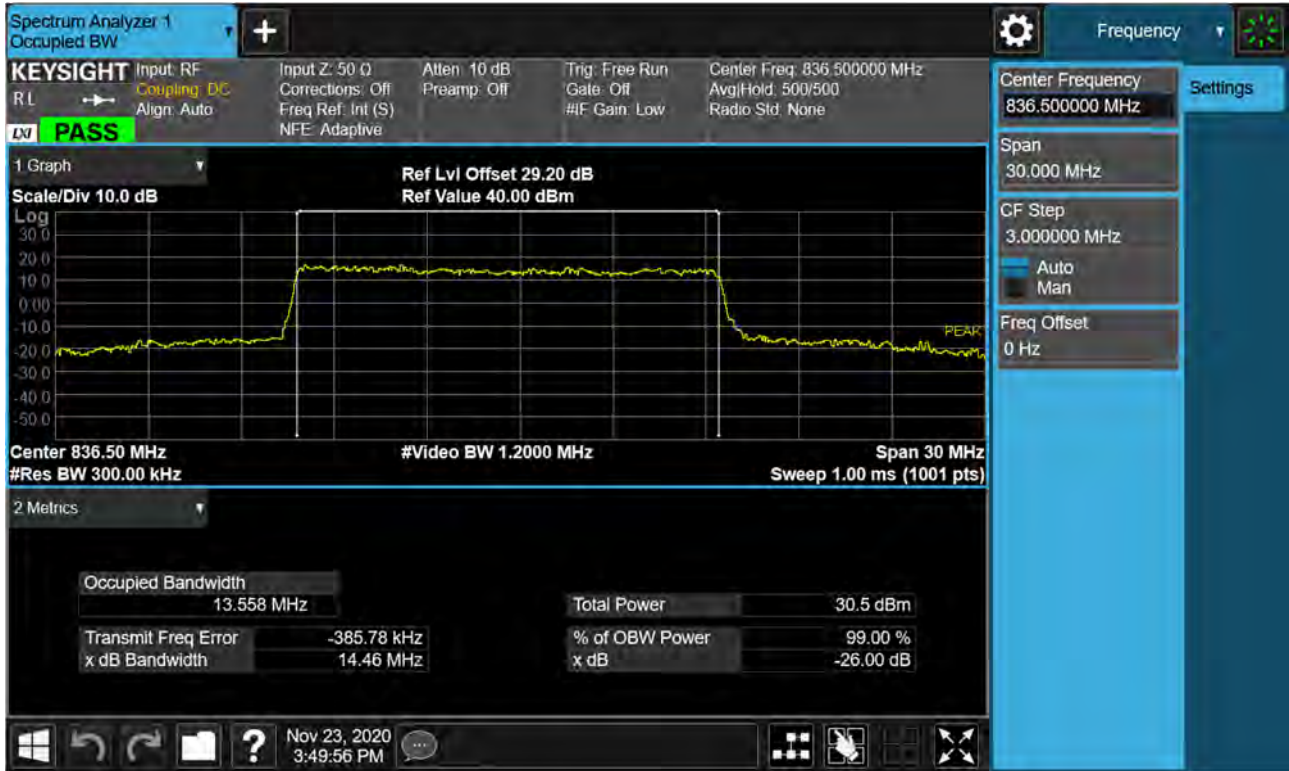 Spectrum Analyzer 1
Occupied BW
+
Frequency
KEYSIGHT
RL
LXI
PASS
Input: RF
Coupling: DC
Align: Auto
Input Z: 50 Ω
Corrections: Off
Freq Ref: Int (S)
NFE: Adaptive
Atten: 10 dB
Preamp: Off
Trig: Free Run
Gate: Off
#IF Gain: Low
Center Freq: 836.500000 MHz
Avg|Hold: 500/500
Radio Std: None
Center Frequency
836.500000 MHz
Settings
Span
30.000 MHz
CF Step
3.000000 MHz
Auto
Man
Freq Offset
0 Hz
1 Graph
Scale/Div 10.0 dB
Ref Lvl Offset 29.20 dB
Ref Value 40.00 dBm
Log
30.0
20.0
10.0
0.00
-10.0
-20.0
-30.0
-40.0
-50.0
PEAK
Center 836.50 MHz
#Video BW 1.2000 MHz
Span 30 MHz
#Res BW 300.00 kHz
Sweep 1.00 ms (1001 pts)
2 Metrics
Occupied Bandwidth
13.558 MHz
Total Power 30.5 dBm
Transmit Freq Error -385.78 kHz
% of OBW Power 99.00 %
x dB Bandwidth 14.46 MHz
x dB -26.00 dB
?
Nov 23, 2020
3:49:56 PM